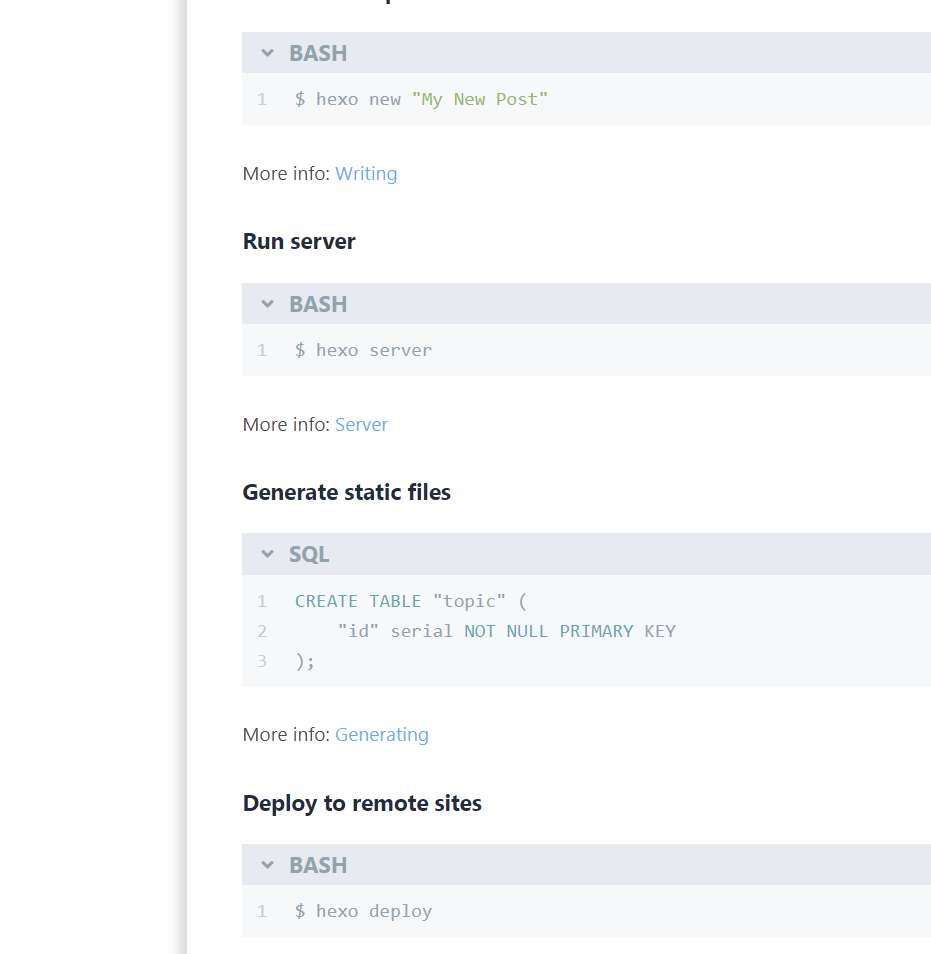 BASH
1 $ hexo new "My New Post"
More info: Writing
Run server
BASH
1 $ hexo server
More info: Server
Generate static files
SQL
1 CREATE TABLE "topic" (
2     "id" serial NOT NULL PRIMARY KEY
3 );
More info: Generating
Deploy to remote sites
BASH
1 $ hexo deploy